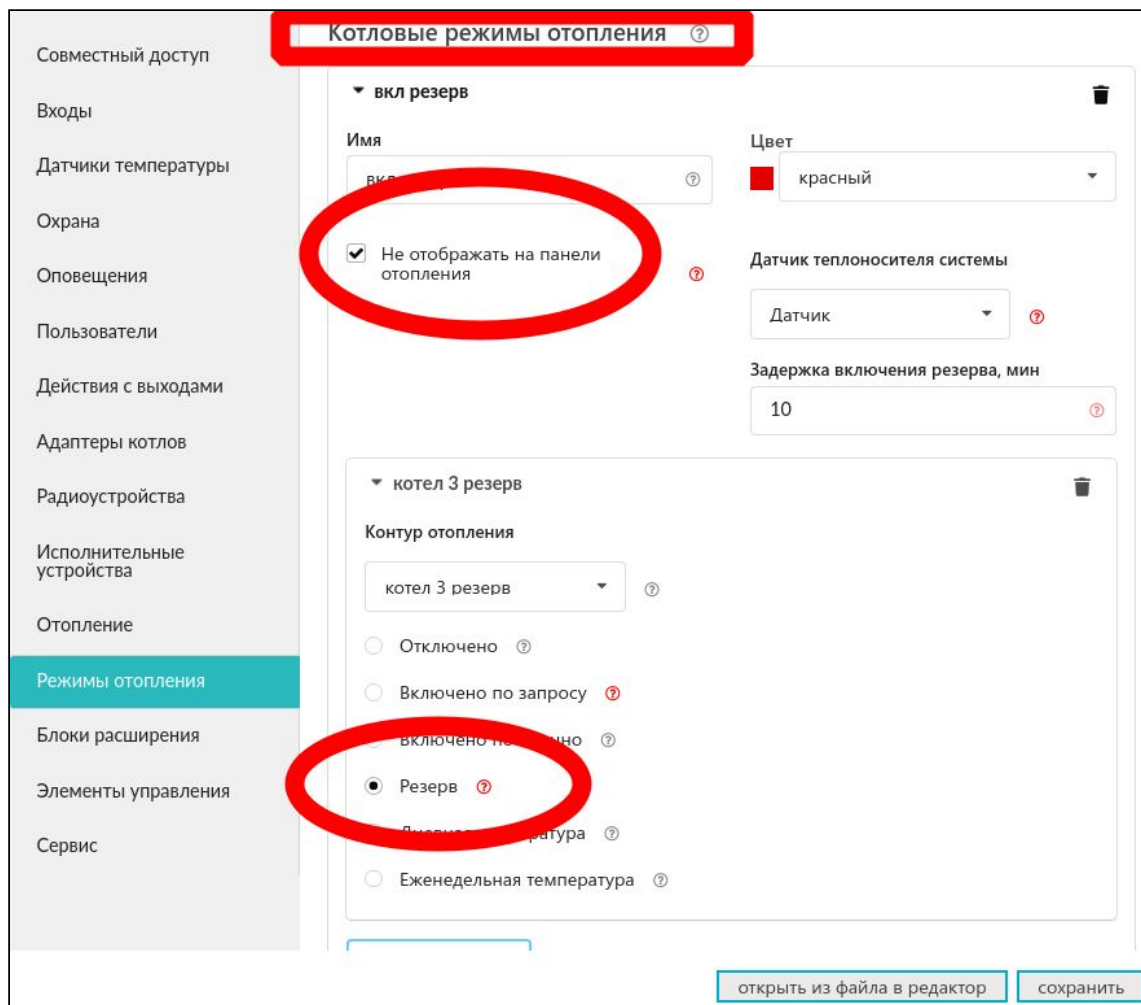 Котловые режимы отопления
Совместный доступ
Входы
Датчики температуры
Охрана
Оповещения
Пользователи
Действия с выходами
Адаптеры котлов
Радиоустройства
Исполнительные
устройства
Отопление
Режимы отопления
Блоки расширения
Элементы управления
Сервис
вкл резерв
Имя
Цвет
красный
Не отображать на панели
отопления
Датчик теплоносителя системы
Датчик
Задержка включения резерва, мин
10
котел 3 резерв
Контур отопления
котел 3 резерв
Отключено
Включено по запросу
Включено
Резерв
Еженедельная температура
открыть из файла в редактор
сохранить